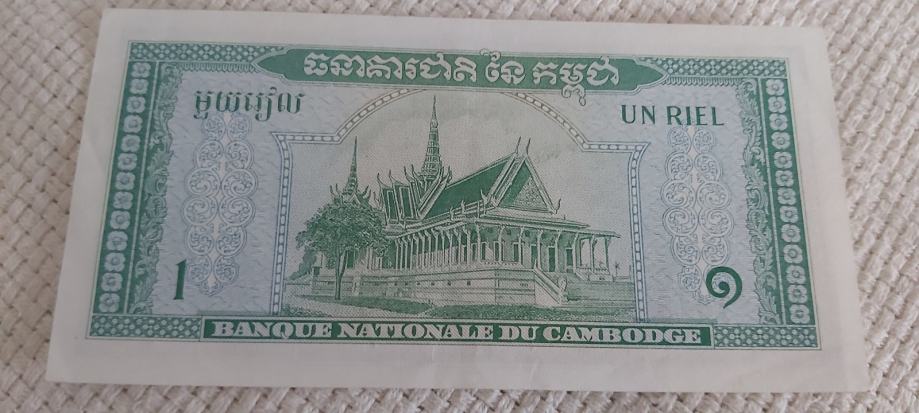 ធនាគារជាតិ នៃ កម្ពុជា
មួយរៀល
UN RIEL
1
១
BANQUE NATIONALE DU CAMBODGE